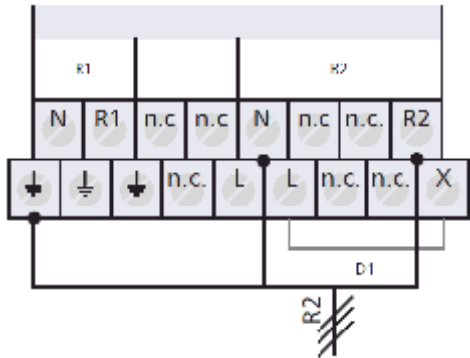 R1 R2
N R1 n.c n.c N n.c n.c. R2
n.c. L L n.c. n.c. X
D1
R2